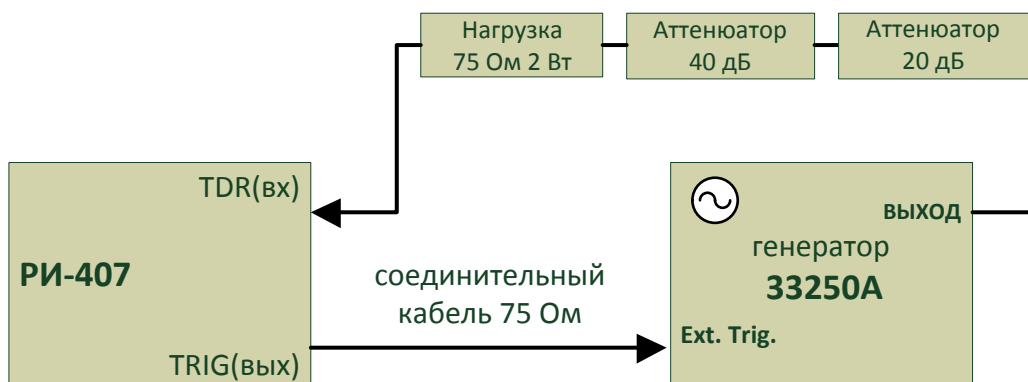 Нагрузка
75 Ом 2 Вт
Аттенюатор
40 дБ
Аттенюатор
20 дБ
TDR(вх)
РИ-407
TRIG(вых)
соединительный
кабель 75 Ом
ВЫХОД
генератор
33250А
Ext. Trig.